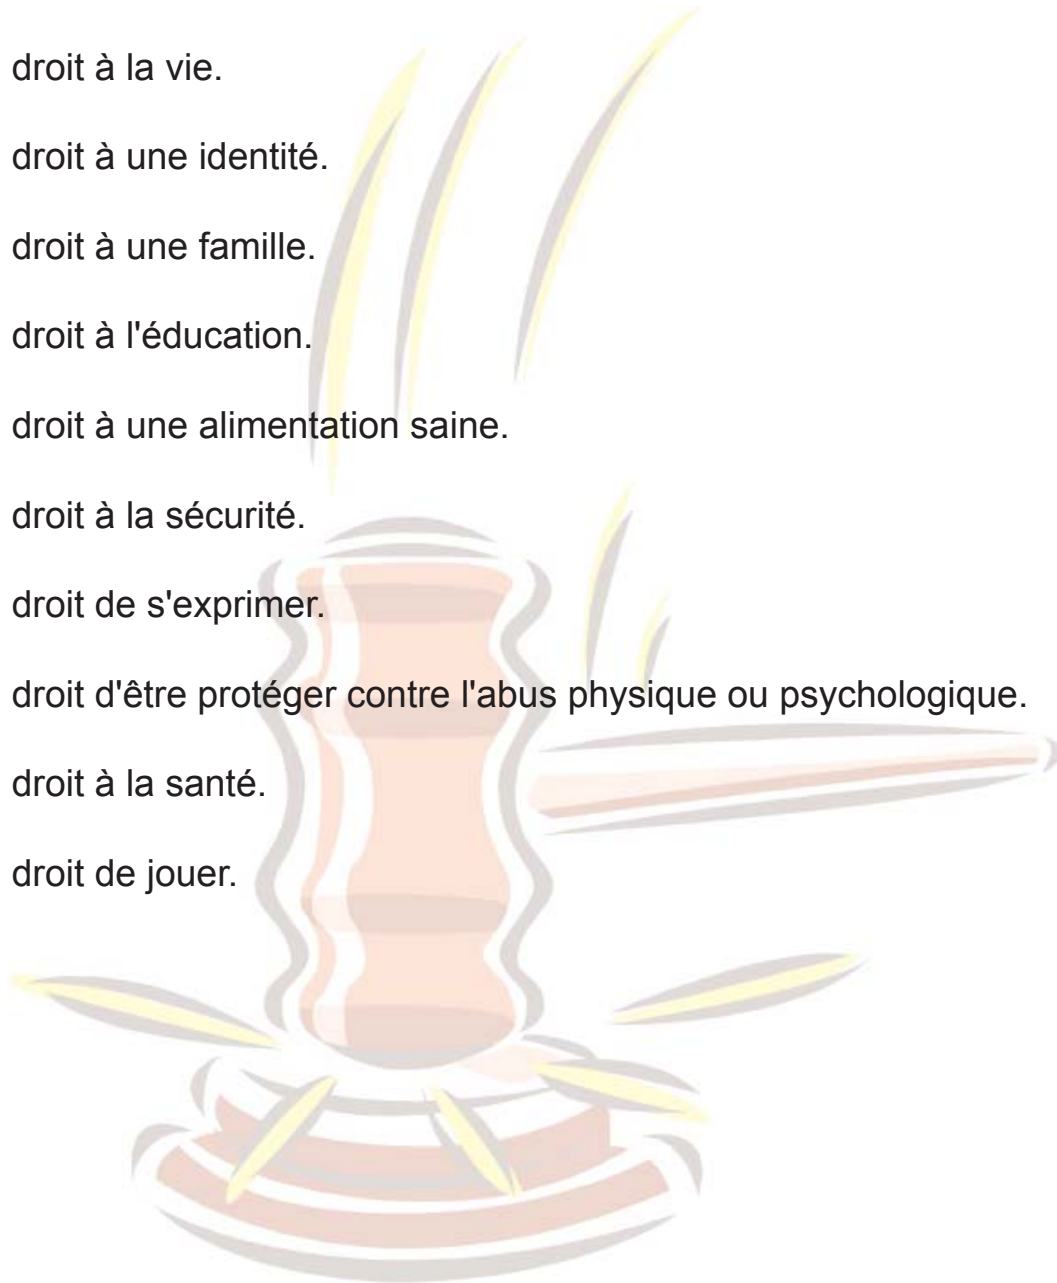 droit à la vie.
droit à une identité.
droit à une famille.
droit à l'éducation.
droit à une alimentation saine.
droit à la sécurité.
droit de s'exprimer.
droit d'être protéger contre l'abus physique ou psychologique.
droit à la santé.
droit de jouer.